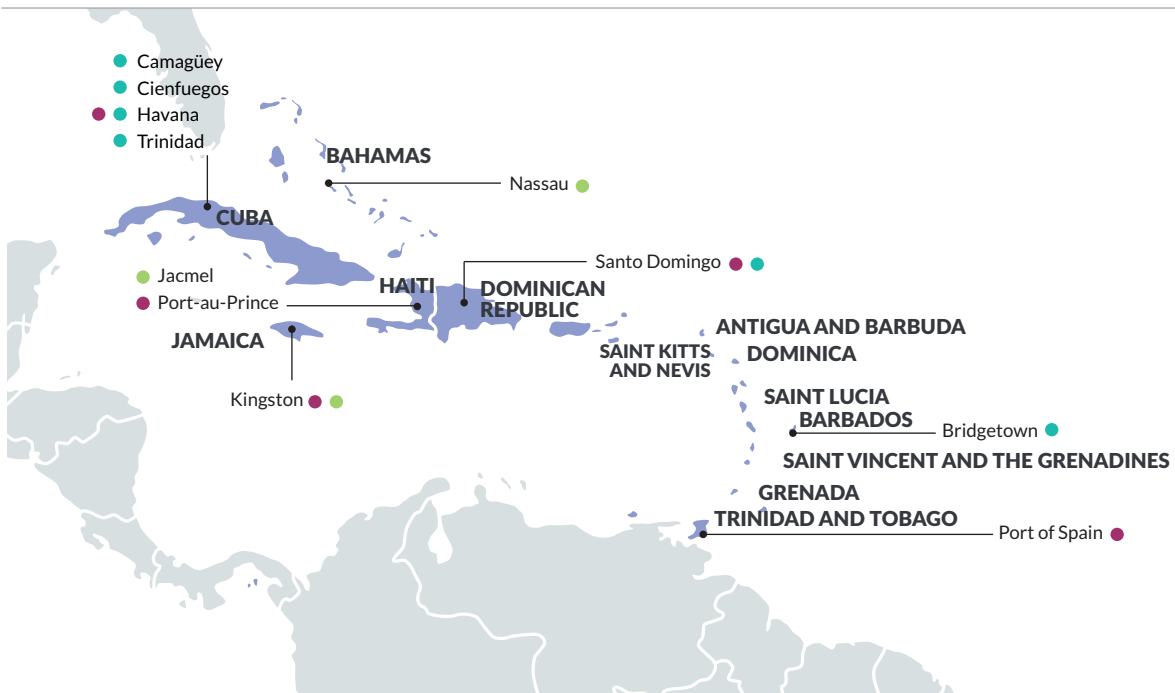 Camagüey
Cienfuegos
Havana
Trinidad
BAHAMAS
Nassau
CUBA
Santo Domingo
Jacmel
HAITI
DOMINICAN
REPUBLIC
Port-au-Prince
JAMAICA
ANTIGUA AND BARBUDA
SAINT KITTS
AND NEVIS
DOMINICA
Kingston
SAINT LUCIA
BARBADOS
Bridgetown
SAINT VINCENT AND THE GRENADINES
GRENADA
TRINIDAD AND TOBAGO
Port of Spain